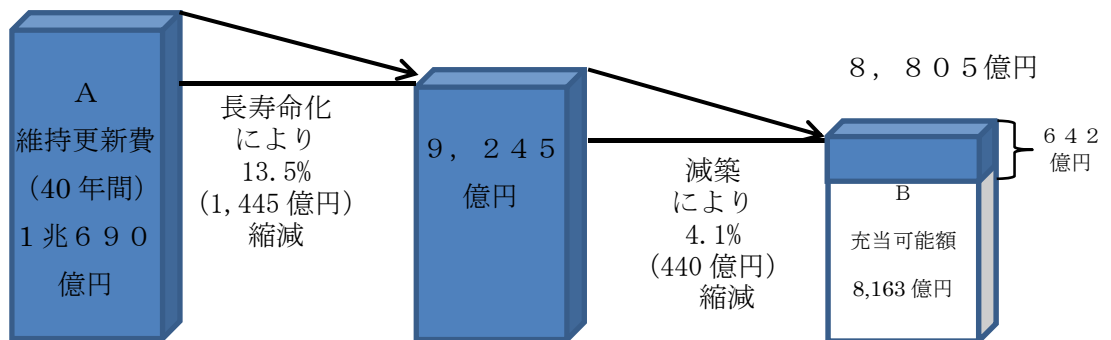 A
維持更新費
（40年間）
１兆６９０
億円
長寿命化
により
13.5%
(1,445億円)
縮減
９，２４５
億円
減築
により
4.1%
(440億円)
縮減
８，８０５億円
６４２
億円
B
充当可能額
8,163億円